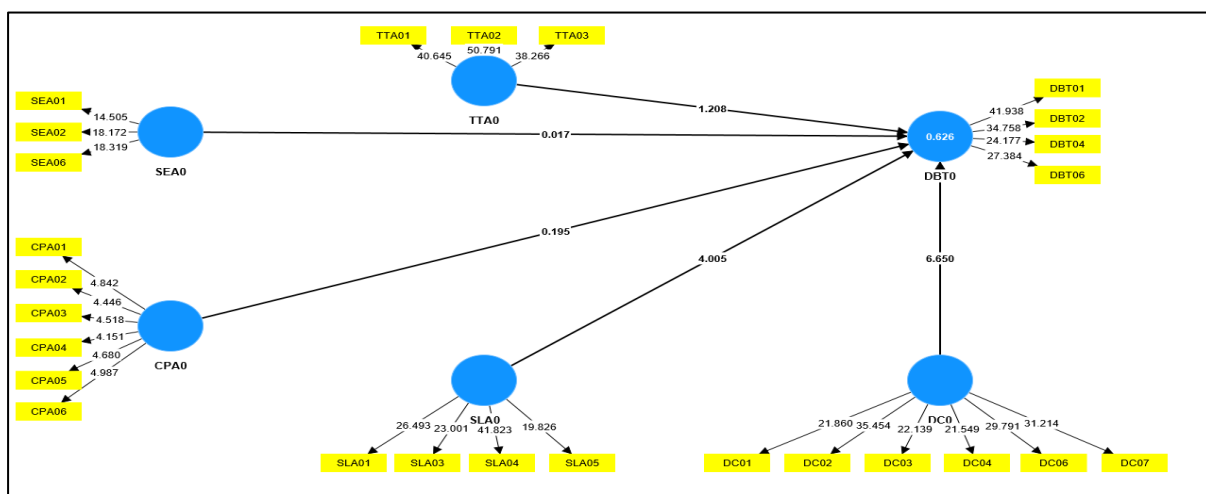 TTA01
TTA02
TTA03
40.645
50.791
38.266
TTA0
SEA01
SEA02
SEA06
14.505
18.172
18.319
SEA0
1.208
0.017
0.626
DBT0
41.938
34.758
24.177
27.384
DBT01
DBT02
DBT04
DBT06
CPA01
CPA02
CPA03
CPA04
CPA05
CPA06
4.842
4.446
4.518
4.151
4.680
4.987
CPA0
0.195
4.005
6.650
SLA0
26.493
23.001
41.823
19.826
SLA01
SLA03
SLA04
SLA05
DC0
21.860
35.454
22.139
21.549
29.791
31.214
DC01
DC02
DC03
DC04
DC06
DC07